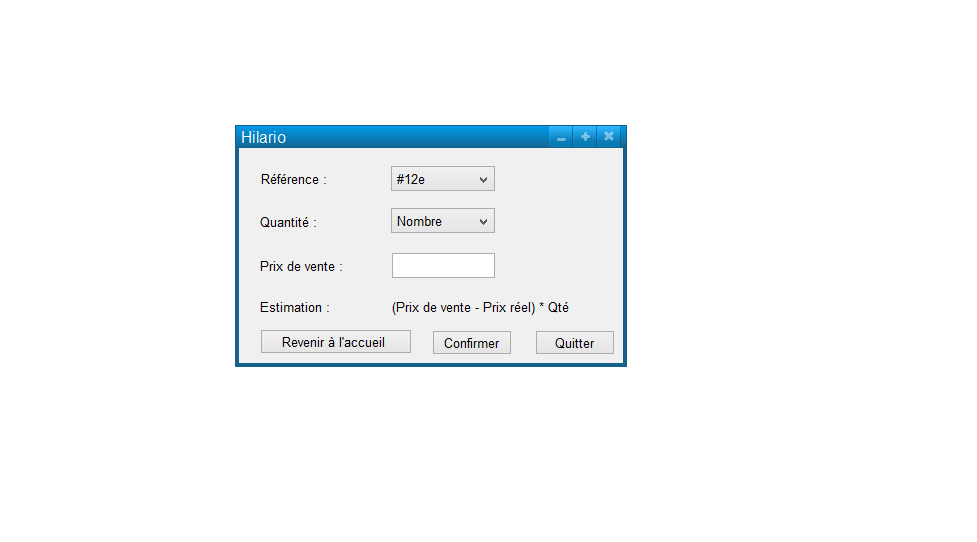 Hilario
Référence : #12e
Quantité : Nombre
Prix de vente :
Estimation : (Prix de vente - Prix réel) * Qté
Revenir à l'accueil Confirmer Quitter